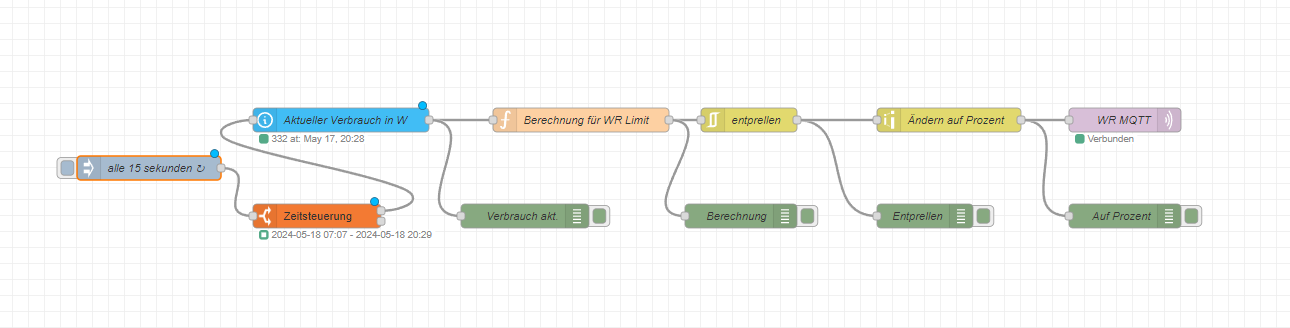 Aktueller Verbrauch in W
Berechnung für WR Limit
entprellen
Ändern auf Prozent
WR MQTT
332 at: May 17, 20:28
Verbunden
alle 15 sekunden ↻
Zeitsteuerung
Verbrauch akt.
Berechnung
Entprellen
Auf Prozent
2024-05-18 07:07 - 2024-05-18 20:29